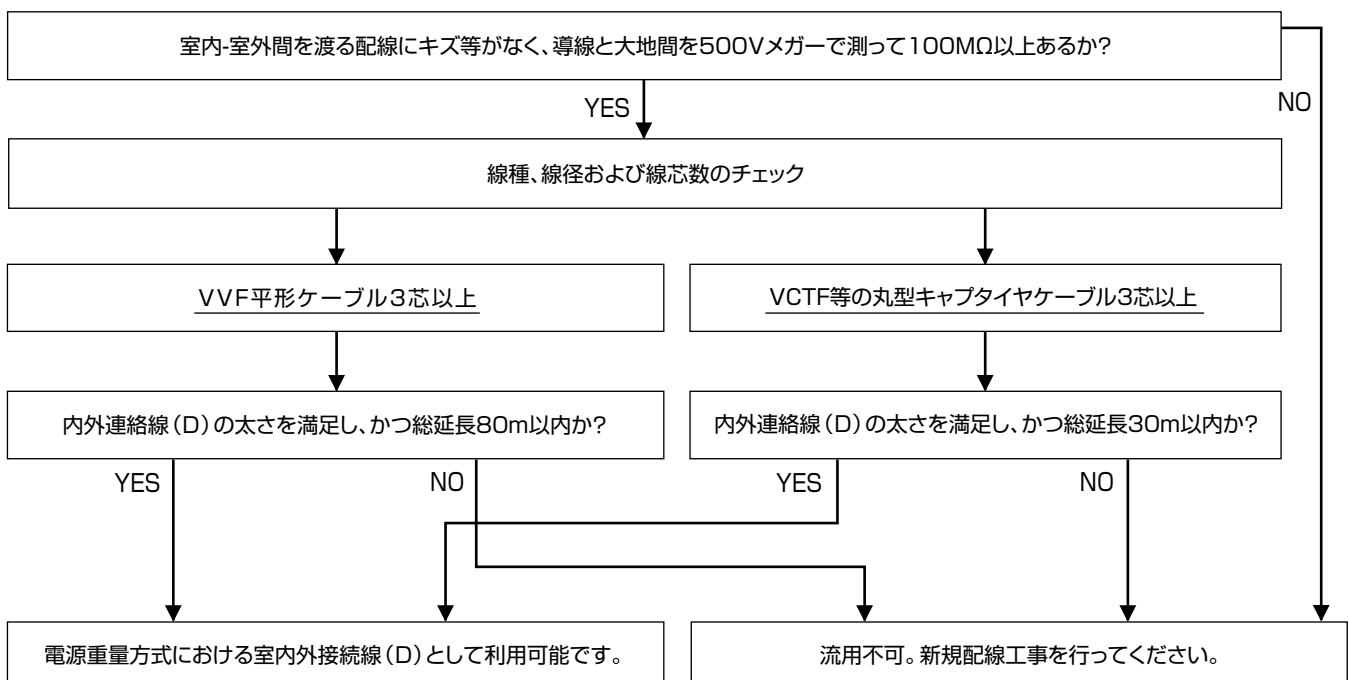 室内-室外間を渡る配線にキズ等がなく、導線と大地間を500Vメガーで測って100MΩ以上あるか?
YES
NO
線種、線径および線芯数のチェック
VVF平形ケーブル3芯以上
VCTF等の丸型キャプタイヤケーブル3芯以上
内外連絡線(D)の太さを満足し、かつ総延長80m以内か?
内外連絡線(D)の太さを満足し、かつ総延長30m以内か?
YES
NO
YES
NO
電源重量方式における室内外接続線(D)として利用可能です。
流用不可。新規配線工事を行ってください。